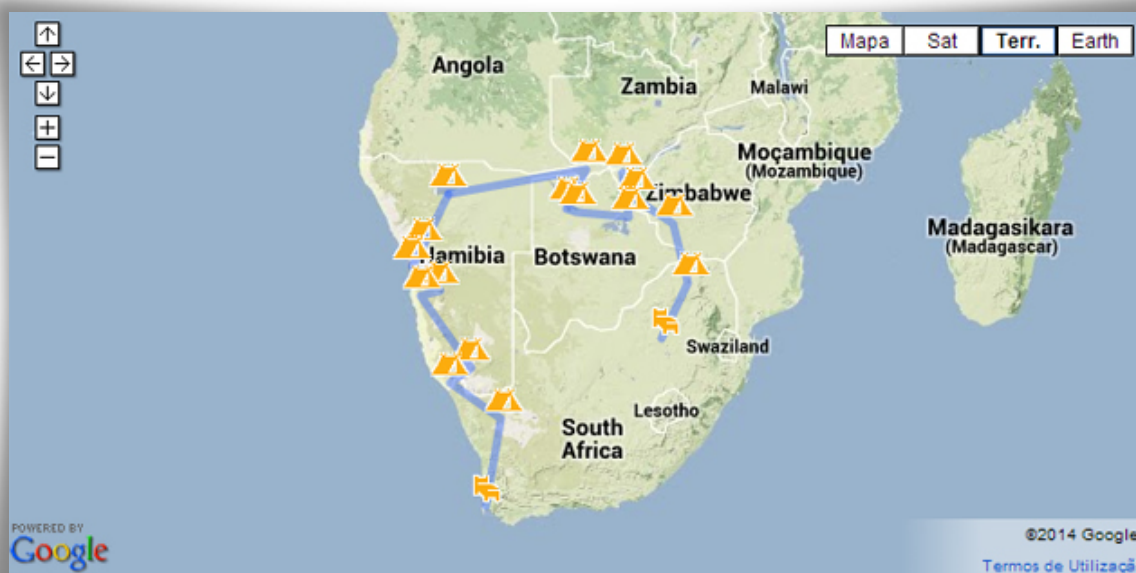 Mapa Sat Terr. Earth
Angola
Zambia
Malawi
Moçambique
(Mozambique)
Zimbabwe
Madagasikara
(Madagascar)
Namibia
Botswana
Swaziland
Lesotho
South
Africa
POWERED BY
Google
©2014 Google
Termos de Utilizaçã